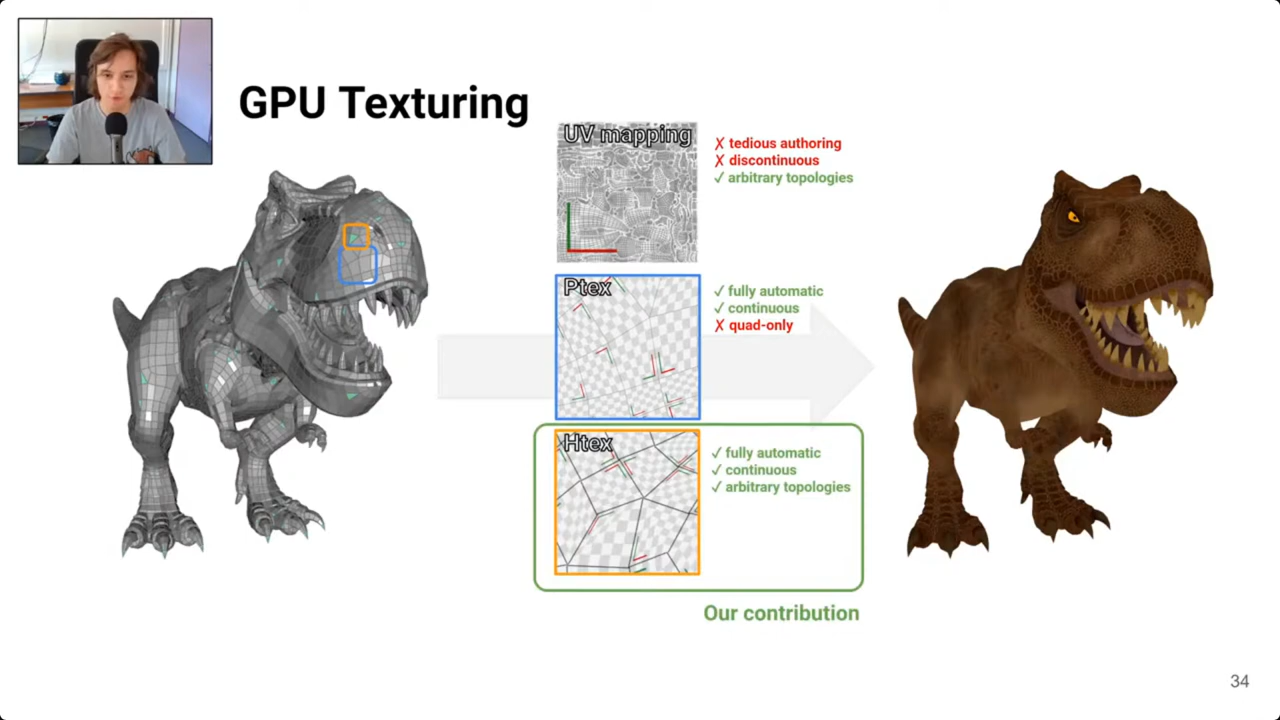 GPU Texturing
UV mapping
✗ tedious authoring
✗ discontinuous
✓ arbitrary topologies
Ptex
✓ fully automatic
✓ continuous
✗ quad-only
Htex
✓ fully automatic
✓ continuous
✓ arbitrary topologies
Our contribution
34